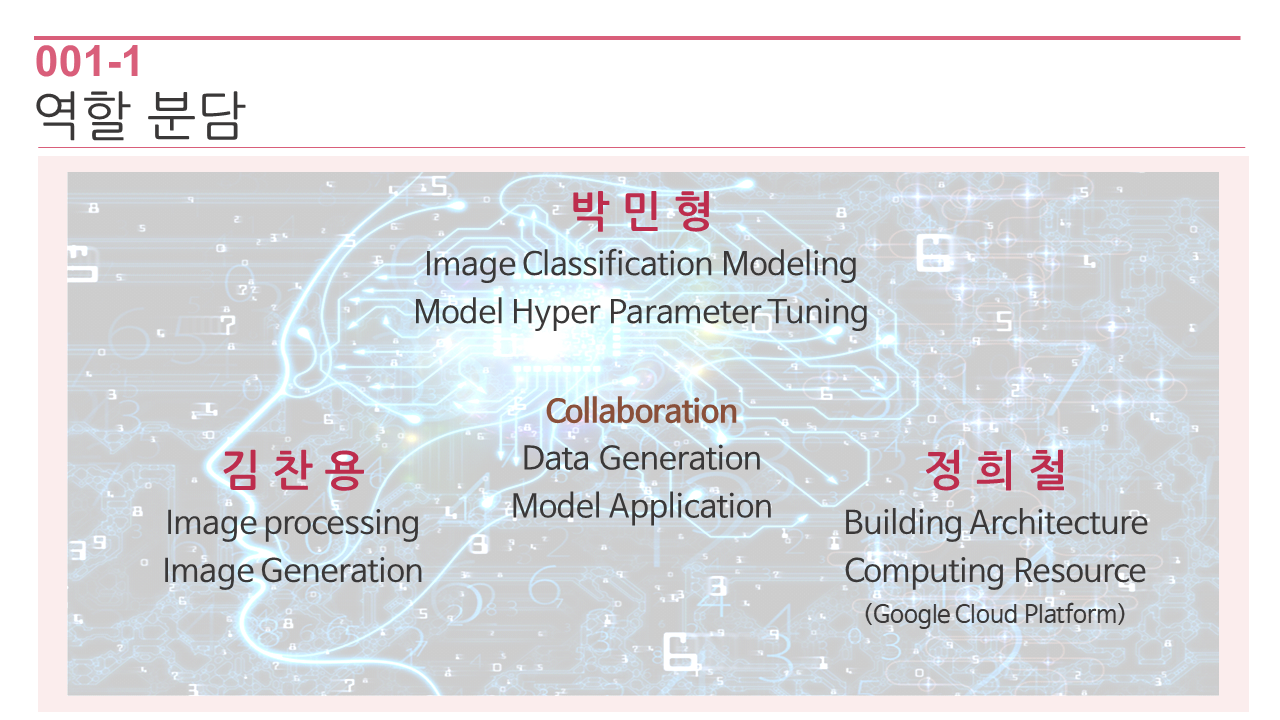 001-1
역할 분담
박 민 형
Image Classification Modeling
Model Hyper Parameter Tuning
Collaboration
Data Generation
Model Application
김 찬 용
Image processing
Image Generation
정 희 철
Building Architecture
Computing Resource
(Google Cloud Platform)